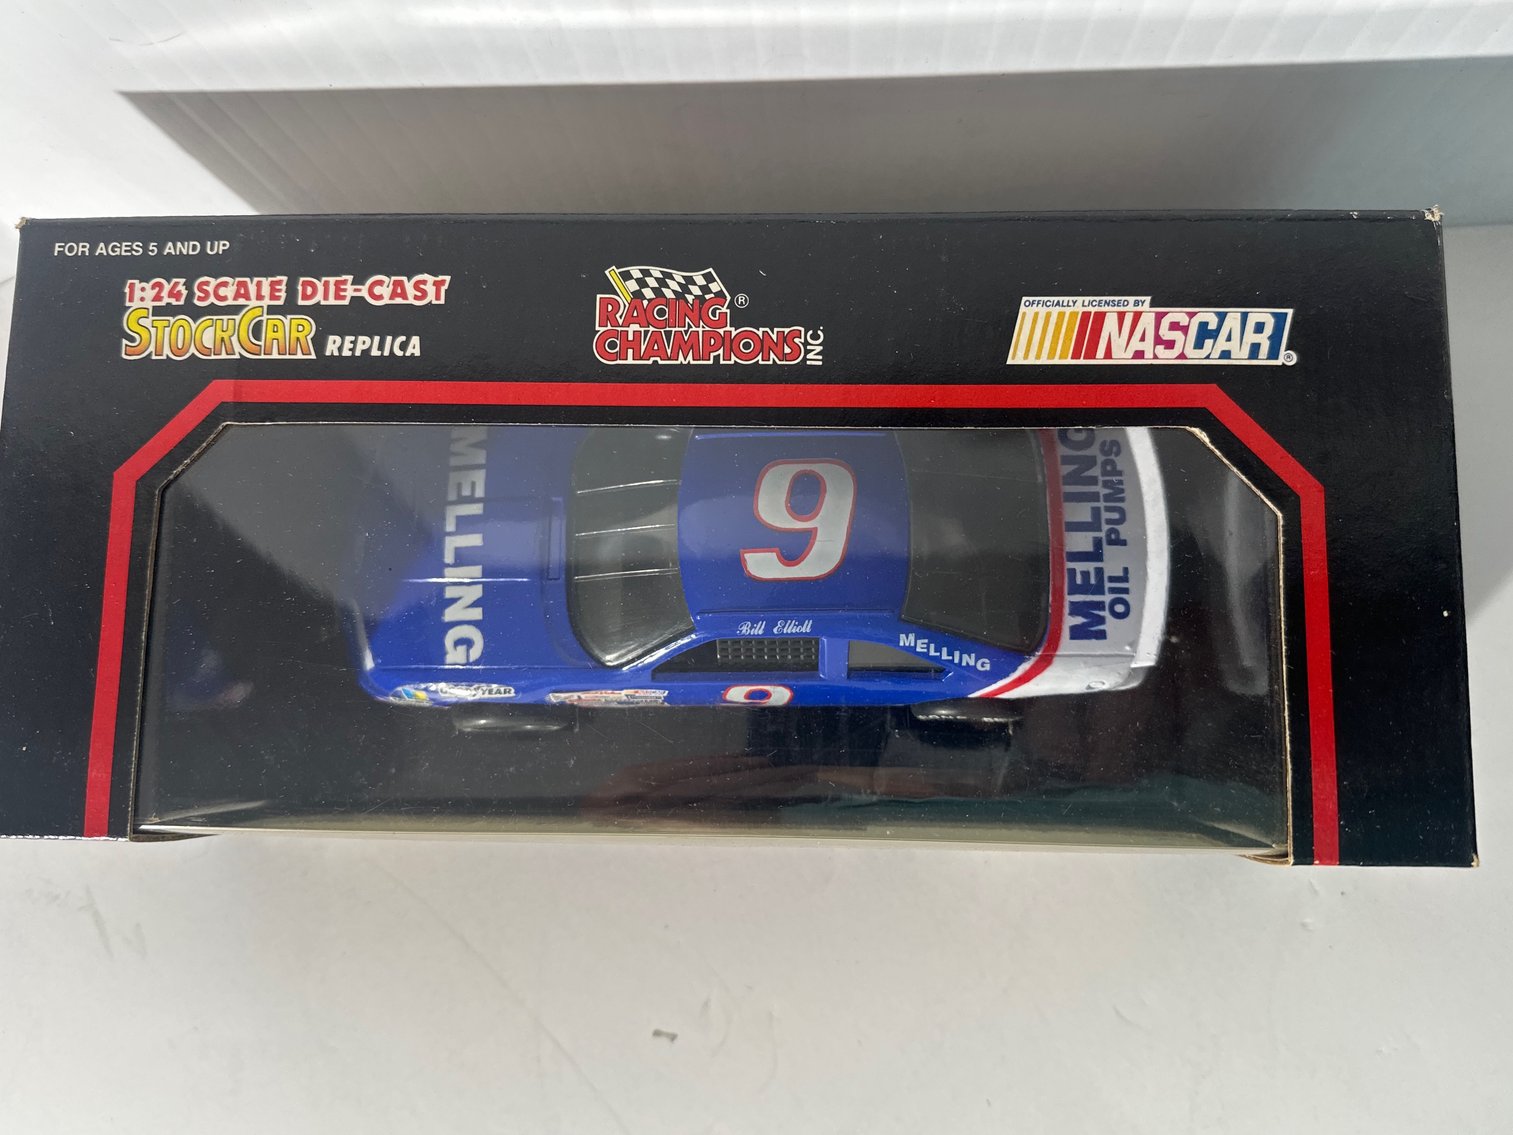 FOR AGES 5 AND UP
1:24 SCALE DIE-CAST
STOCKCAR REPLICA
RACING ®
CHAMPIONS INC.
OFFICIALLY LICENSED BY
NASCAR ®
MELLING
9
MELLING
OIL PUMPS
Bill Elliott
MELLING
GOODYEAR
9